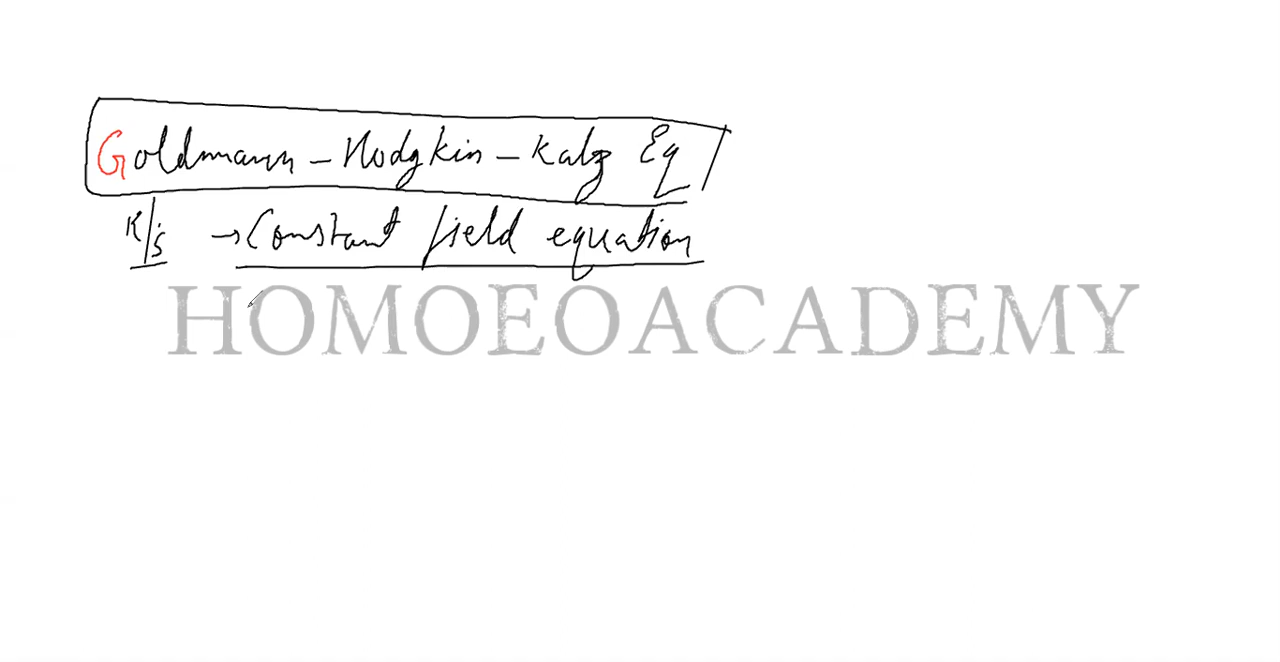 Goldmann - Hodgkin - Katz Eq
K/s → Constant field equation
HOMOEOACADEMY